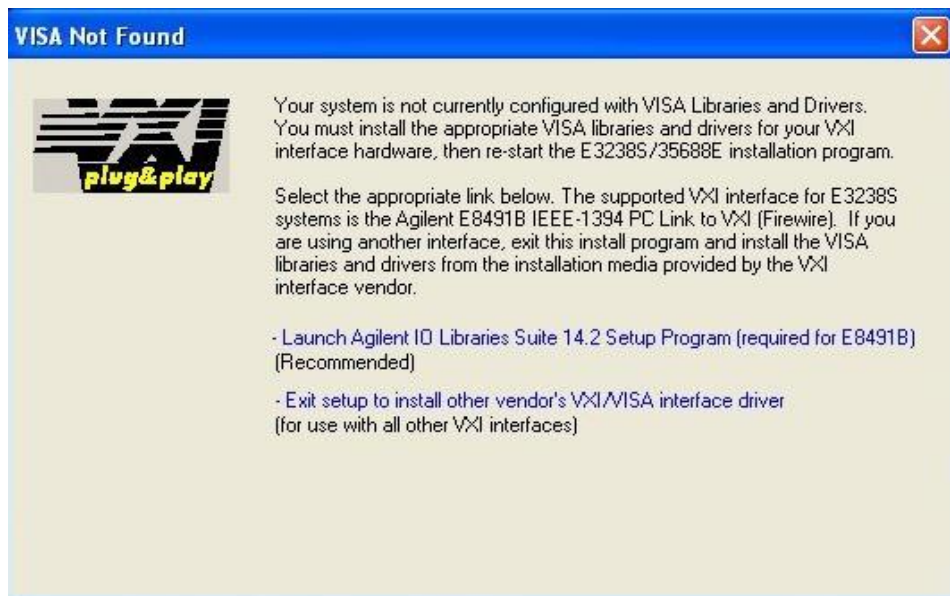 VISA Not Found
VXI
plug&play
Your system is not currently configured with VISA Libraries and Drivers.
You must install the appropriate VISA libraries and drivers for your VXI
interface hardware, then re-start the E3238S/35688E installation program.
Select the appropriate link below. The supported VXI interface for E3238S
systems is the Agilent E8491B IEEE-1394 PC Link to VXI (Firewire).  If you
are using another interface, exit this install program and install the VISA
libraries and drivers from the installation media provided by the VXI
interface vendor.
- Launch Agilent IO Libraries Suite 14.2 Setup Program (required for E8491B)
(Recommended)
- Exit setup to install other vendor's VXI/VISA interface driver
(for use with all other VXI interfaces)